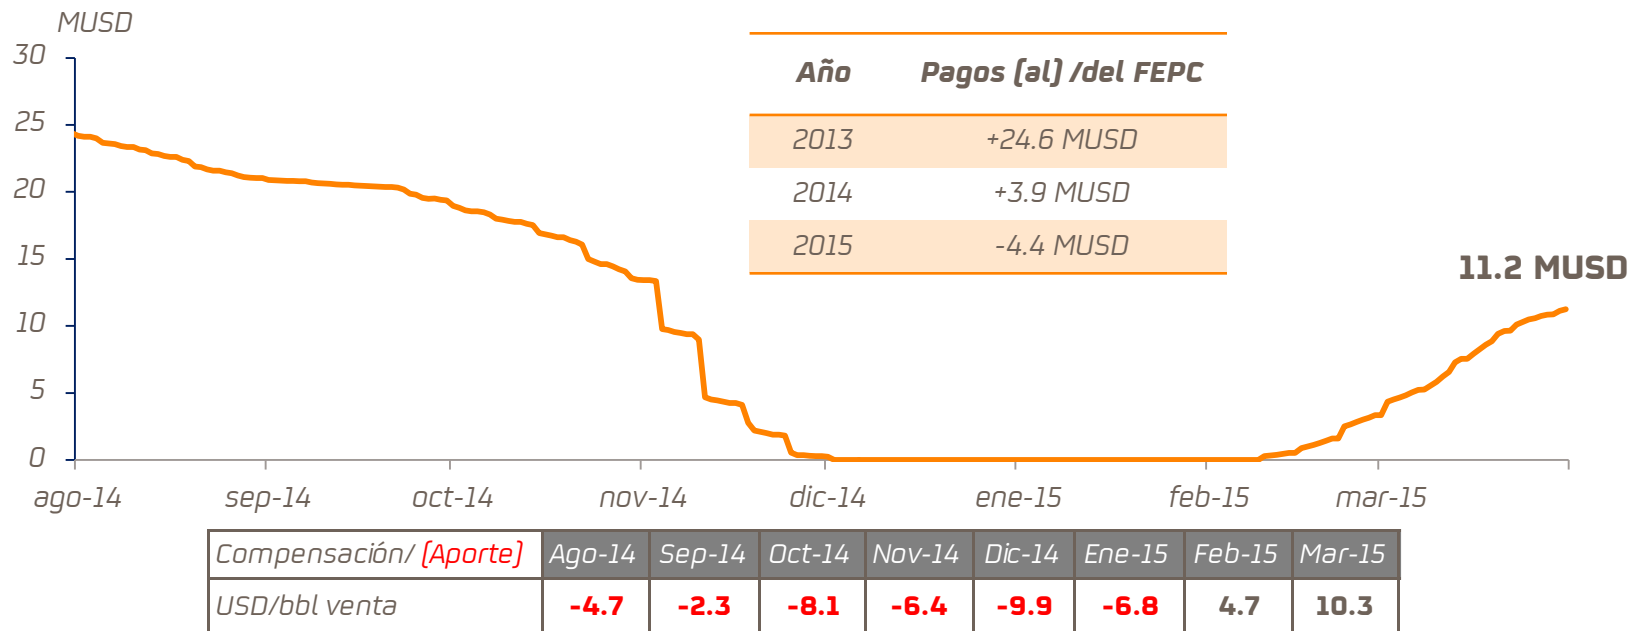 MUSD
30
25
20
15
10
5
0
Año Pagos (al) /del FEPC
2013 +24.6 MUSD
2014 +3.9 MUSD
2015 -4.4 MUSD
11.2 MUSD
ago-14 sep-14 oct-14 nov-14 dic-14 ene-15 feb-15 mar-15
Compensación/ (Aporte) Ago-14 Sep-14 Oct-14 Nov-14 Dic-14 Ene-15 Feb-15 Mar-15
USD/bbl venta -4.7 -2.3 -8.1 -6.4 -9.9 -6.8 4.7 10.3